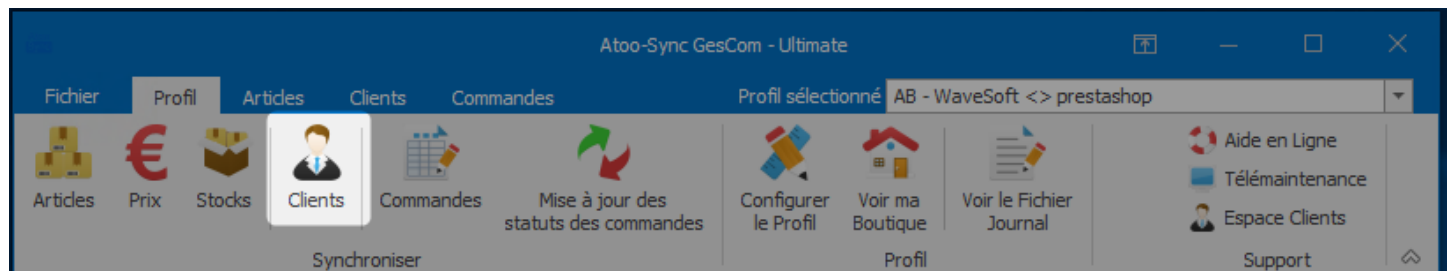 Atoo-Sync GesCom - Ultimate
Fichier Profil Articles Clients Commandes Profil sélectionné AB - WaveSoft <> prestashop
Articles Prix Stocks Clients Commandes Mise à jour des
statuts des commandes
Configurer
le Profil
Voir ma
Boutique
Voir le Fichier
Journal
Aide en Ligne
Télémaintenance
Espace Clients
Synchroniser Profil Support